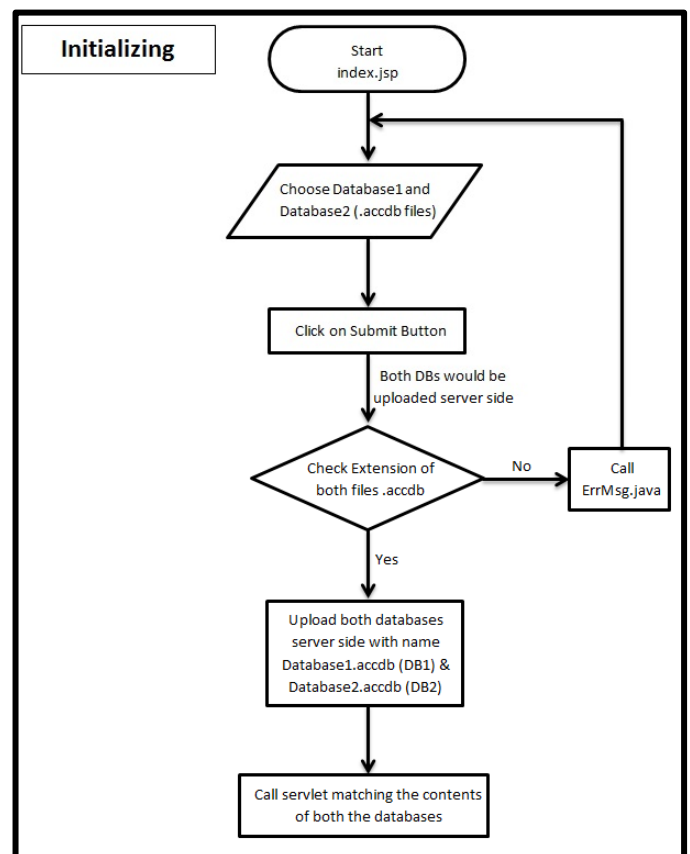 Initializing
Start
index.jsp
Choose Database1 and
Database2 (.accdb files)
Click on Submit Button
Both DBs would be
uploaded server side
Check Extension of
both files .accdb
No
Call
ErrMsg.java
Yes
Upload both databases
server side with name
Database1.accdb (DB1) &
Database2.accdb (DB2)
Call servlet matching the contents
of both the databases